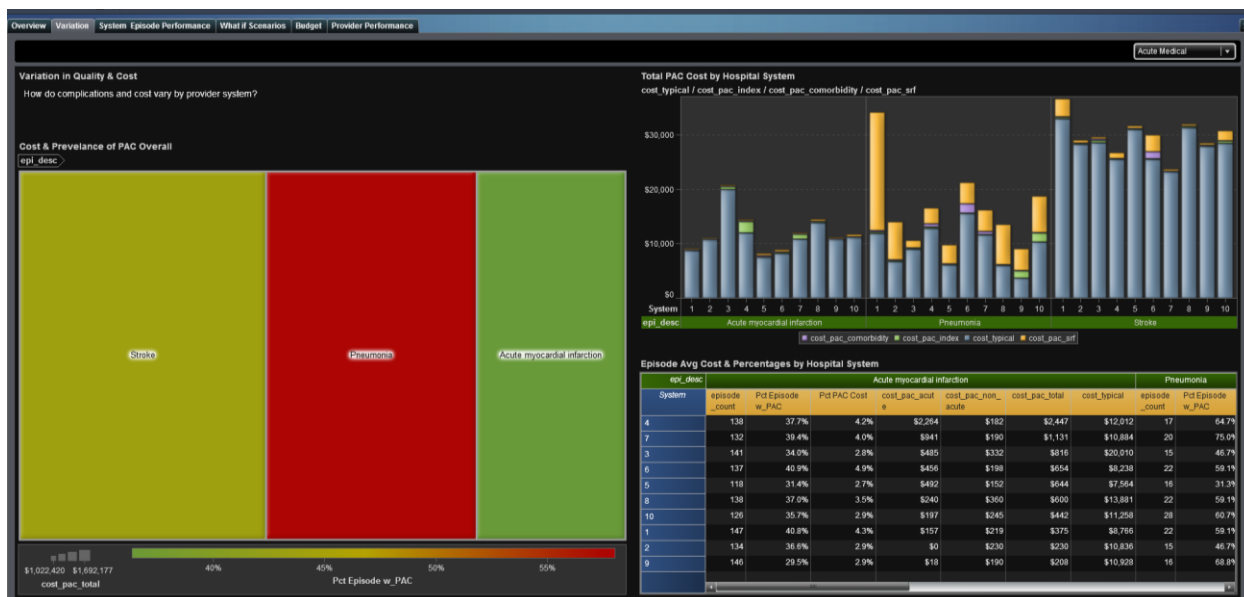 Overview Variation System Episode Performance What if Scenarios Budget Provider Performance
Acute Medical
Variation in Quality & Cost
How do complications and cost vary by provider system?
Cost & Prevelance of PAC Overall
epi_desc
Stroke
Pneumonia
Acute myocardial infarction
$1,022,420 $1,692,177
cost_pac_total
40% 45% 50% 55%
Pct Episode w_PAC
Total PAC Cost by Hospital System
cost_typical / cost_pac_index / cost_pac_comorbidity / cost_pac_srf
$30,000
$20,000
$10,000
$0
System 1 2 3 4 5 6 7 8 9 10 1 2 3 4 5 6 7 8 9 10 1 2 3 4 5 6 7 8 9 10
epi_desc Acute myocardial infarction Pneumonia Stroke
cost_pac_comorbidity cost_pac_index cost_typical cost_pac_srf
Episode Avg Cost & Percentages by Hospital System
epi_desc Acute myocardial infarction Pneumonia
System episode Pct Episode Pct PAC Cost cost_pac_acut cost_pac_non_ cost_pac_total cost_typical episode Pct Episode
_count w_PAC e acute _count w_PAC
4 138 37.7% 4.2% $2,264 $182 $2,447 $12,012 17 64.7%
7 132 39.4% 4.0% $941 $190 $1,131 $10,884 20 75.0%
3 141 34.0% 2.8% $485 $332 $816 $20,010 15 46.7%
6 137 40.9% 4.9% $456 $198 $654 $8,238 22 59.1%
5 118 31.4% 2.7% $492 $152 $644 $7,564 16 31.3%
8 138 37.0% 3.5% $240 $360 $600 $13,881 22 59.1%
10 126 35.7% 2.9% $197 $245 $442 $11,258 28 60.7%
1 147 40.8% 4.3% $157 $219 $375 $8,766 22 59.1%
2 134 36.6% 2.9% $0 $230 $230 $10,836 15 46.7%
9 146 29.5% 2.9% $18 $190 $208 $10,928 16 68.8%